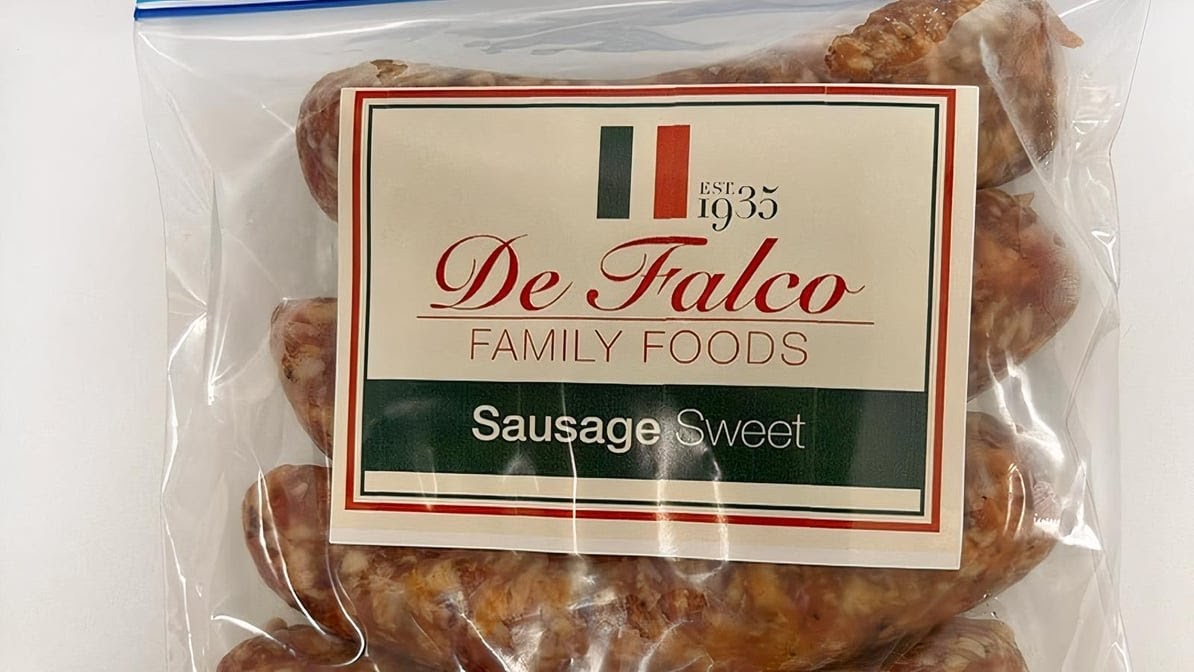 EST.
1935
De Falco
FAMILY FOODS
Sausage Sweet